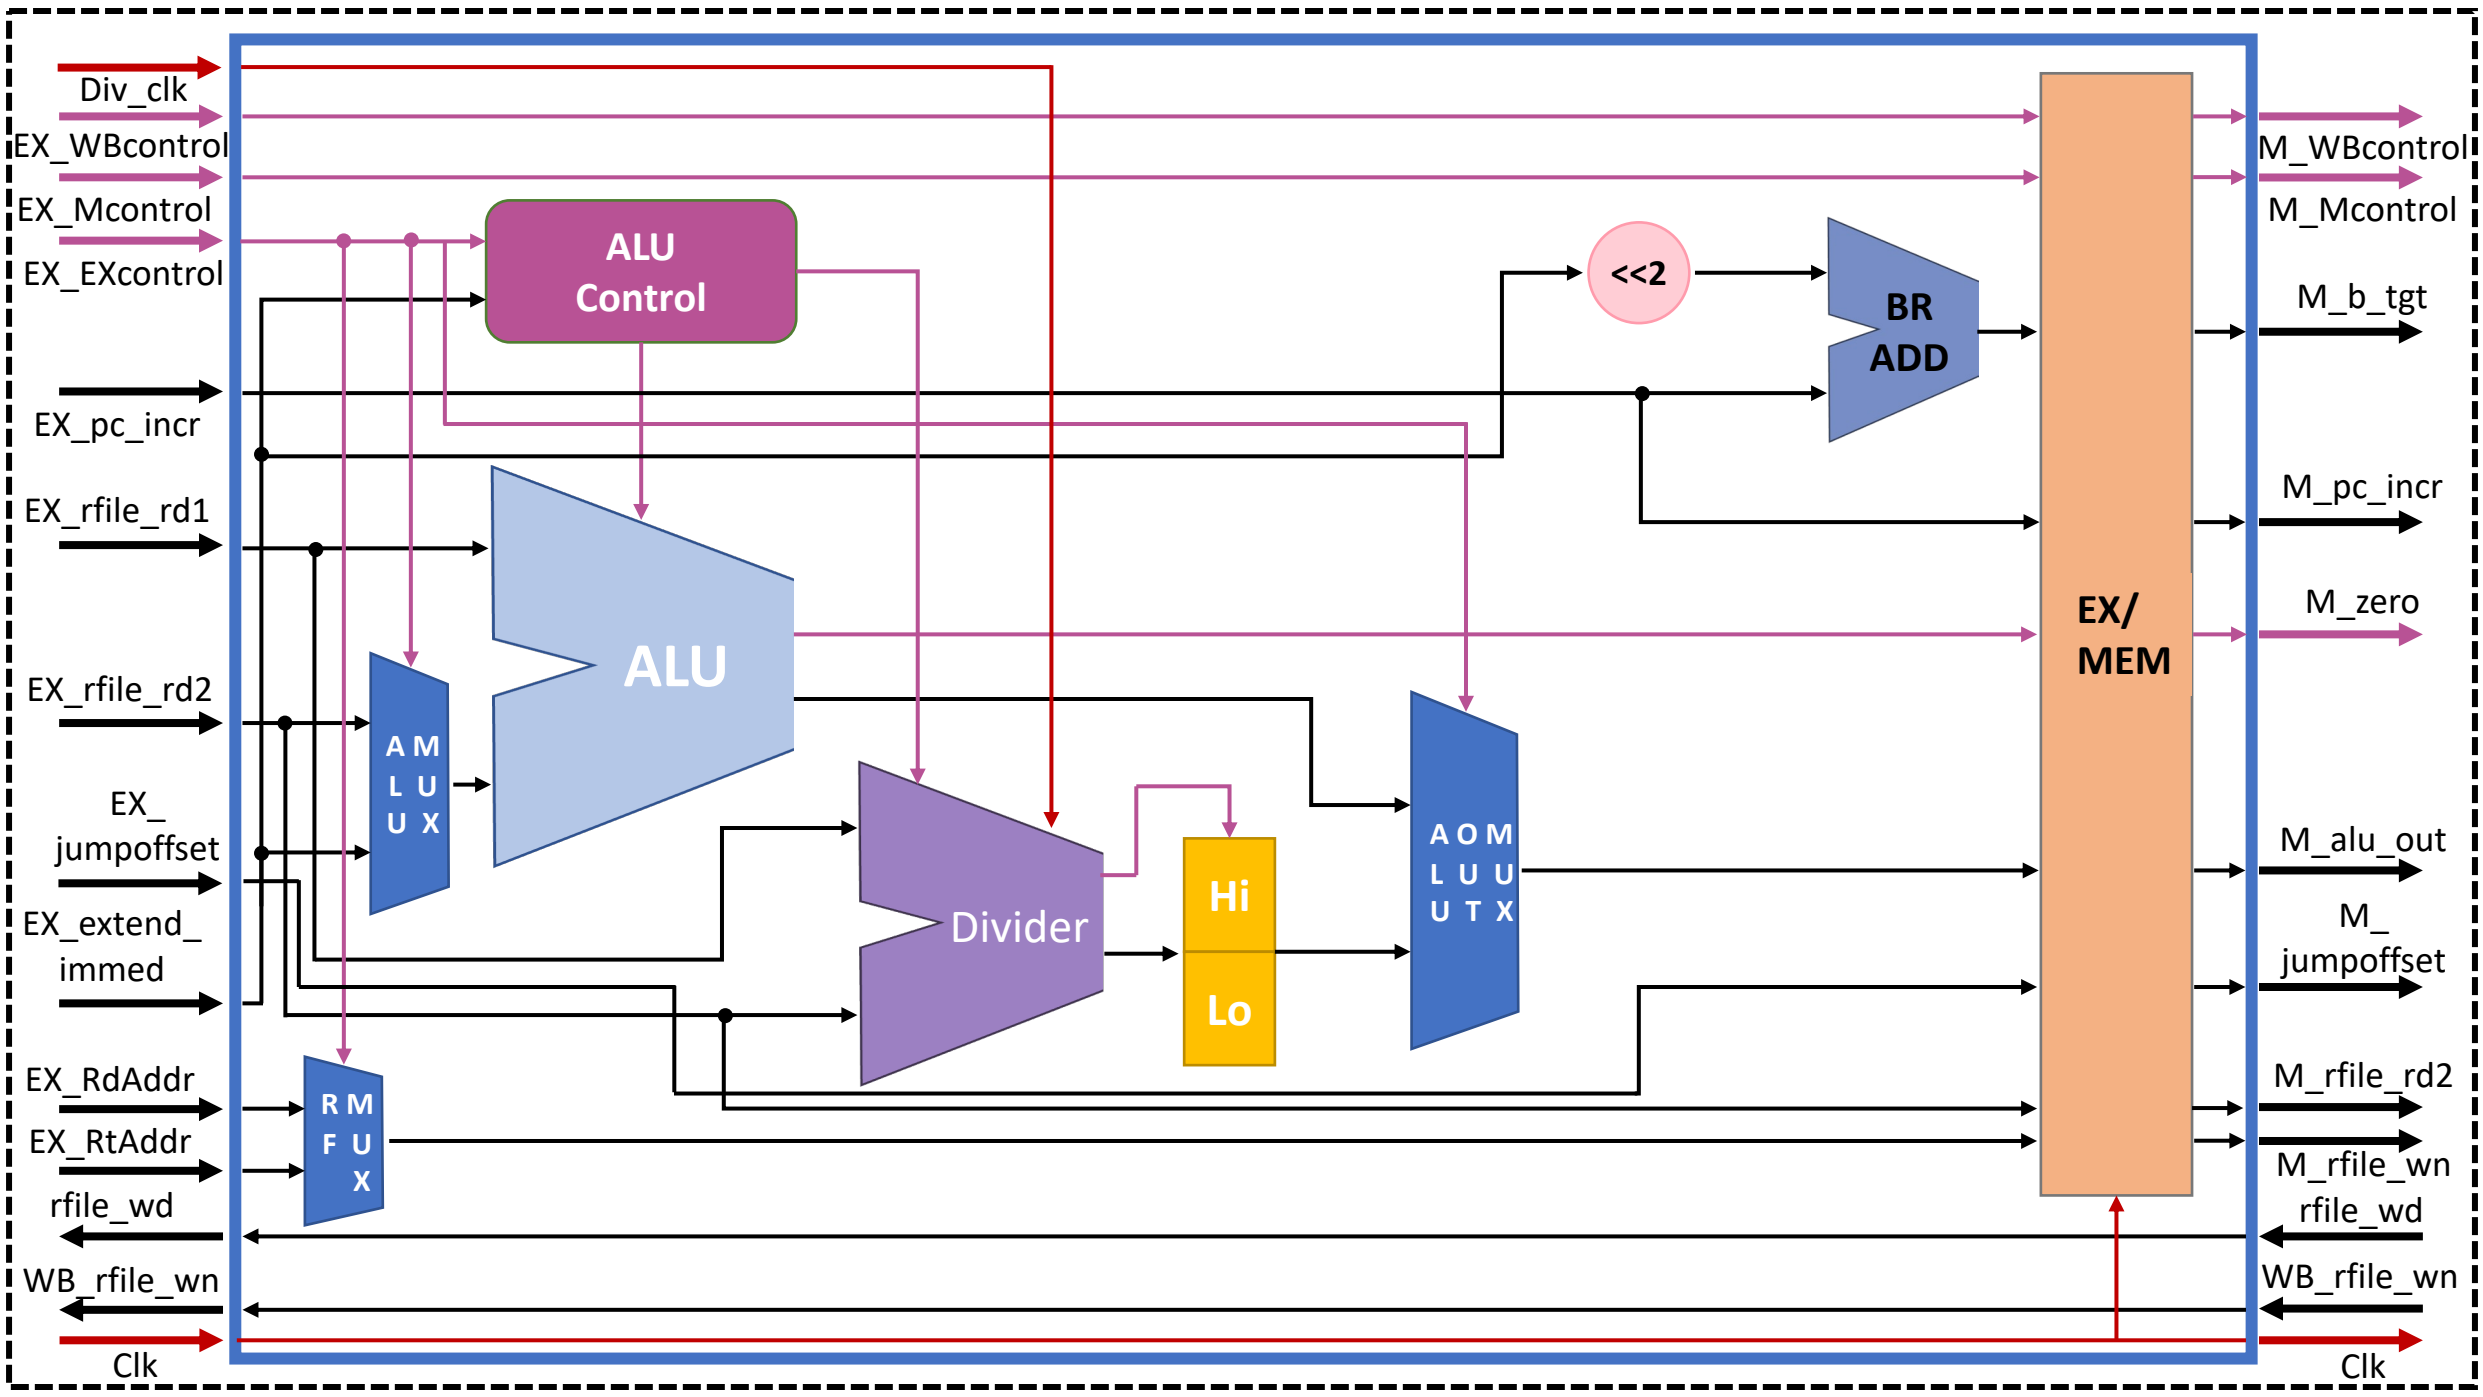 Div_clk
EX_WBcontrol
EX_Mcontrol
EX_EXcontrol
EX_pc_incr
EX_rfile_rd1
EX_rfile_rd2
EX_
jumpoffset
EX_extend_
immed
EX_RdAddr
EX_RtAddr
rfile_wd
WB_rfile_wn
Clk
ALU
Control
<<2
BR
ADD
ALU
A M
L U
U X
Divider
Hi
Lo
A O M
L U U
U T X
R M
F U
X
EX/
MEM
M_WBcontrol
M_Mcontrol
M_b_tgt
M_pc_incr
M_zero
M_alu_out
M_
jumpoffset
M_rfile_rd2
M_rfile_wn
rfile_wd
WB_rfile_wn
Clk